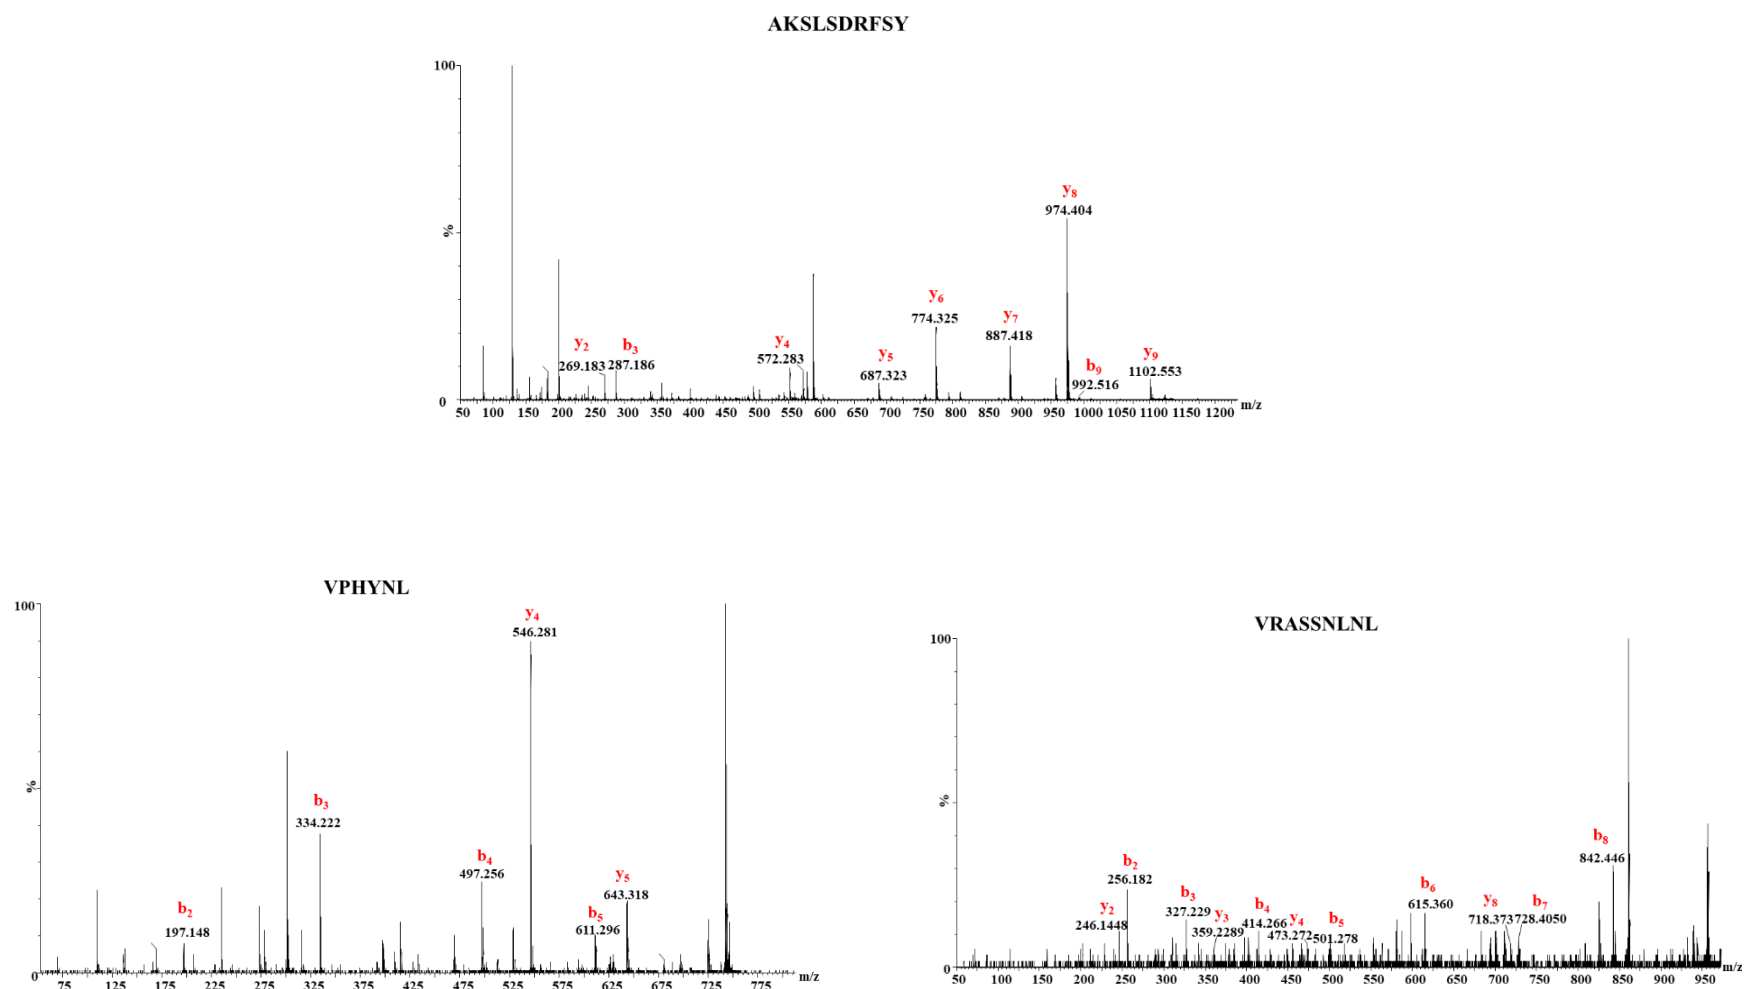 AKSLSDRFSY
100
%
0
y8
974.404
y6
774.325
y7
887.418
y2
269.183
b3
287.186
y4
572.283
y5
687.323
b9
992.516
y9
1102.553
50 100 150 200 250 300 350 400 450 500 550 600 650 700 750 800 850 900 950 1000 1050 1100 1150 1200 m/z
VPHYNL
100
%
0
y4
546.281
b3
334.222
b4
497.256
y5
643.318
b2
197.148
b5
611.296
75 125 175 225 275 325 375 425 475 525 575 625 675 725 775 m/z
VRASSNLNL
100
%
0
b8
842.446
b2
256.182
y2
246.1448
b3
327.229
y3
359.2289
b4
414.266
y4
473.272
b5
501.278
b6
615.360
y8
718.373
b7
728.4050
50 100 150 200 250 300 350 400 450 500 550 600 650 700 750 800 850 900 950 m/z